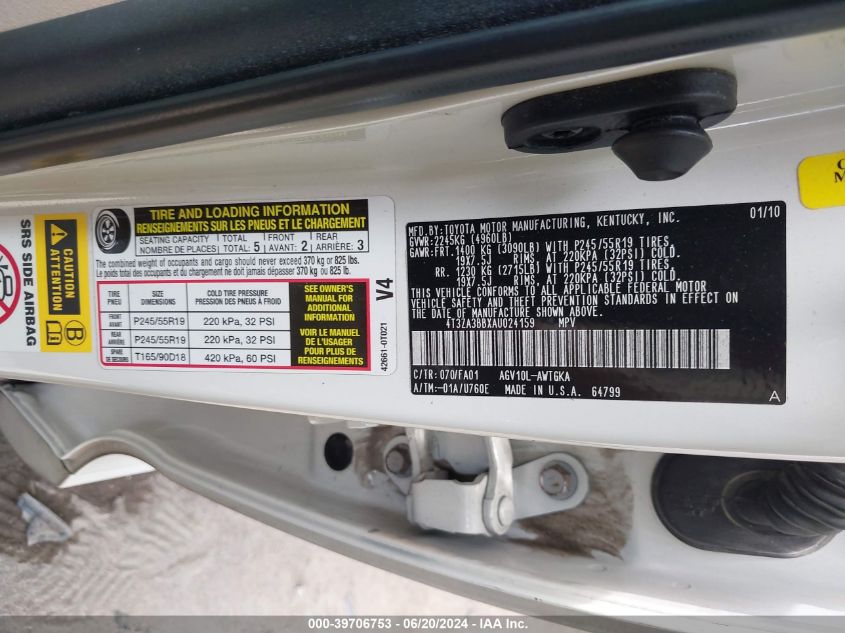 SRS SIDE AIRBAG
CAUTION
ATTENTION
TIRE AND LOADING INFORMATION
RENSEIGNEMENTS SUR LES PNEUS ET LE CHARGEMENT
SEATING CAPACITY TOTAL 5 FRONT 2 REAR 3
NOMBRE DE PLACES TOTAL: 5 AVANT: 2 ARRIÈRE: 3
The combined weight of occupants and cargo should never exceed 370 kg or 825 lbs.
Le poids total des occupants et du chargement ne doit jamais dépasser 370 kg ou 825 lb.
TIRE PNEU
SIZE DIMENSIONS
COLD TIRE PRESSURE PRESSION DES PNEUS À FROID
FRONT AVANT P245/55R19 220 kPa, 32 PSI
REAR ARRIÈRE P245/55R19 220 kPa, 32 PSI
SPARE DE SECOURS T165/90D18 420 kPa, 60 PSI
SEE OWNER'S
MANUAL FOR
ADDITIONAL
INFORMATION
VOIR LE MANUEL
DE L'USAGER
POUR PLUS DE
RENSEIGNEMENTS
V4
42661-0T021
MFD.BY:TOYOTA MOTOR MANUFACTURING, KENTUCKY, INC. 01/10
GVWR:2245KG (4960LB)
GAWR:FRT.1400 KG (3090LB) WITH P245/55R19 TIRES,
19X7.5J RIMS, AT 220KPA (32PSI) COLD.
RR. 1230 KG (2715LB) WITH P245/55R19 TIRES,
19X7.5J RIMS, AT 220KPA (32PSI) COLD.
THIS VEHICLE CONFORMS TO ALL APPLICABLE FEDERAL MOTOR
VEHICLE SAFETY AND THEFT PREVENTION STANDARDS IN EFFECT ON
THE DATE OF MANUFACTURE SHOWN ABOVE.
4T3ZA3BBXAU024159 MPV
C/TR: 070/FA01 AGV10L-AWTGKA
A/TM:-01A/U760E MADE IN U.S.A. 64799
A
000-39706753 - 06/20/2024 - IAA Inc.